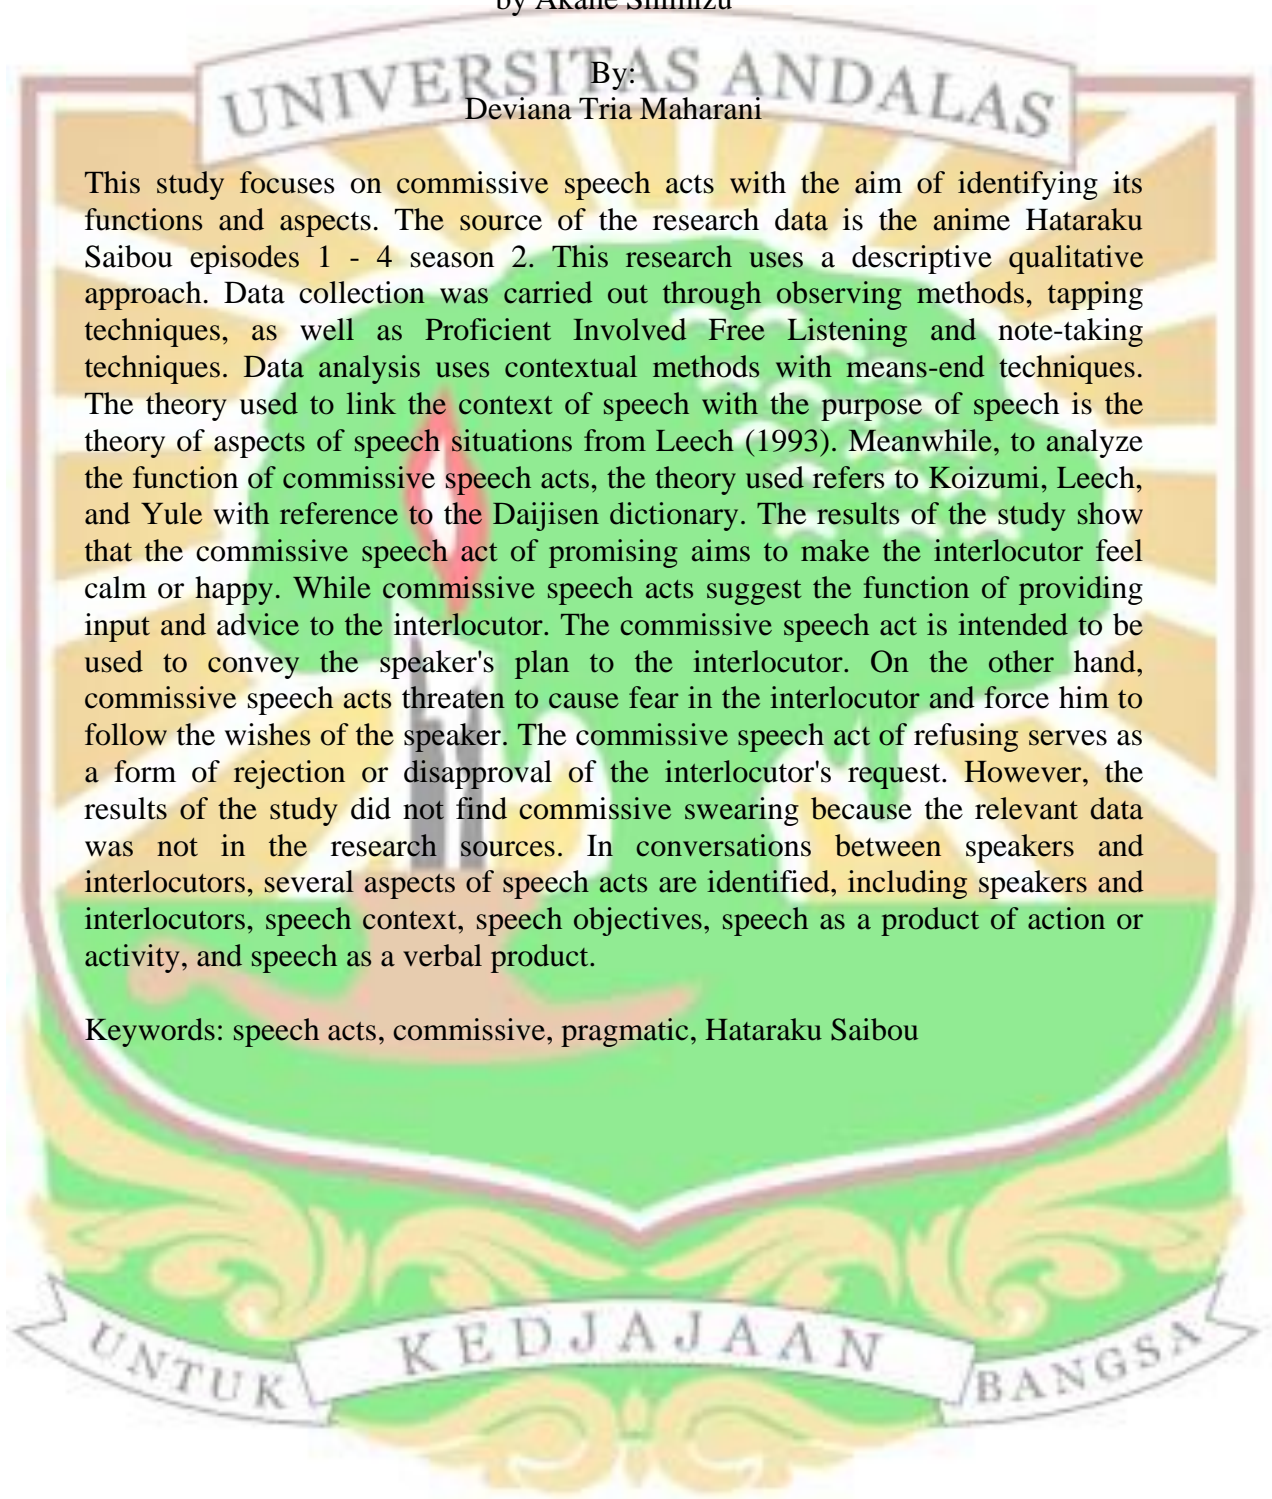 by Akane Shimizu
UNIVERSITAS ANDALAS
By:
Deviana Tria Maharani
This study focuses on commissive speech acts with the aim of identifying its
functions and aspects. The source of the research data is the anime Hataraku
Saibou episodes 1 - 4 season 2. This research uses a descriptive qualitative
approach. Data collection was carried out through observing methods, tapping
techniques, as well as Proficient Involved Free Listening and note-taking
techniques. Data analysis uses contextual methods with means-end techniques.
The theory used to link the context of speech with the purpose of speech is the
theory of aspects of speech situations from Leech (1993). Meanwhile, to analyze
the function of commissive speech acts, the theory used refers to Koizumi, Leech,
and Yule with reference to the Daijisen dictionary. The results of the study show
that the commissive speech act of promising aims to make the interlocutor feel
calm or happy. While commissive speech acts suggest the function of providing
input and advice to the interlocutor. The commissive speech act is intended to be
used to convey the speaker's plan to the interlocutor. On the other hand,
commissive speech acts threaten to cause fear in the interlocutor and force him to
follow the wishes of the speaker. The commissive speech act of refusing serves as
a form of rejection or disapproval of the interlocutor's request. However, the
results of the study did not find commissive swearing because the relevant data
was not in the research sources. In conversations between speakers and
interlocutors, several aspects of speech acts are identified, including speakers and
interlocutors, speech context, speech objectives, speech as a product of action or
activity, and speech as a verbal product.
Keywords: speech acts, commissive, pragmatic, Hataraku Saibou
UNTUK KEDJAJAAN BANGSA